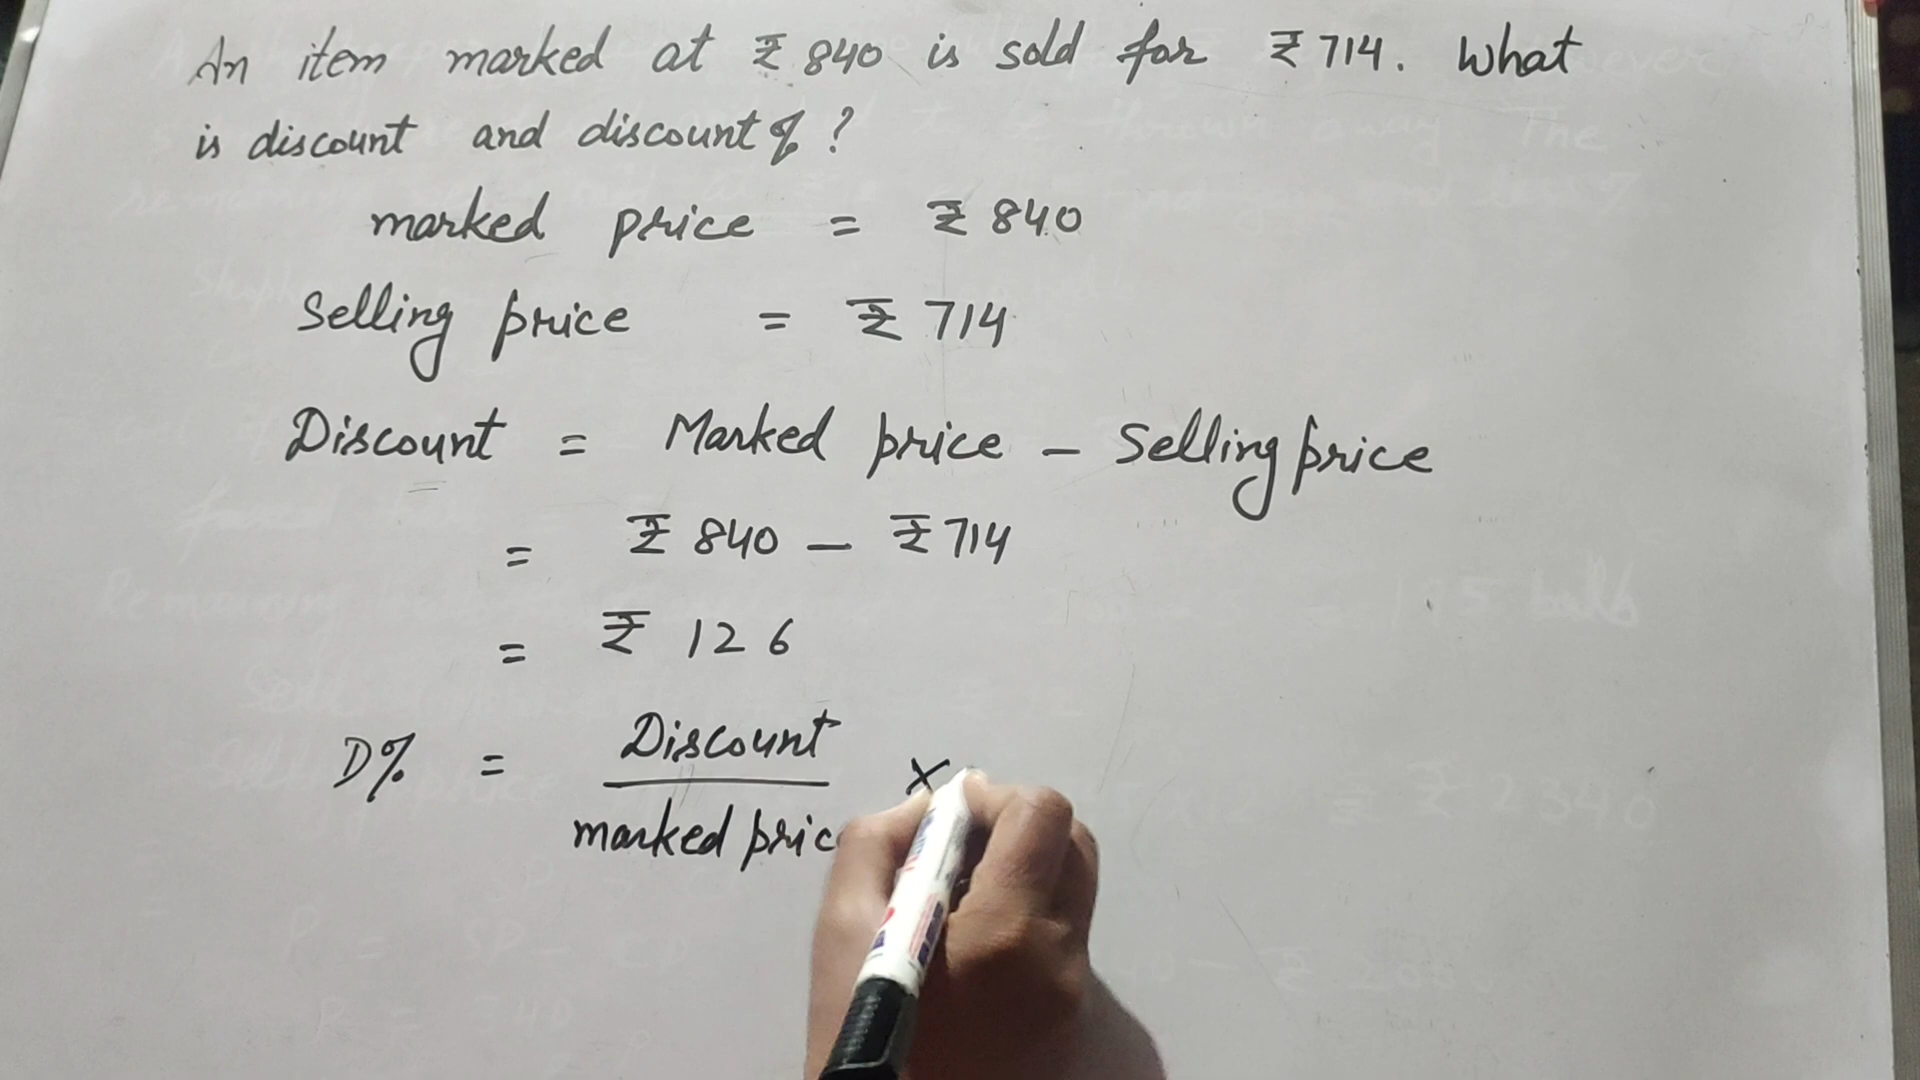 An item marked at ₹ 840 is sold for ₹ 714. What
is discount and discount % ?
marked price = ₹ 840
Selling price = ₹ 714
Discount = Marked price - Selling price
= ₹ 840 - ₹ 714
= ₹ 126
D% = Discount ×
marked pric